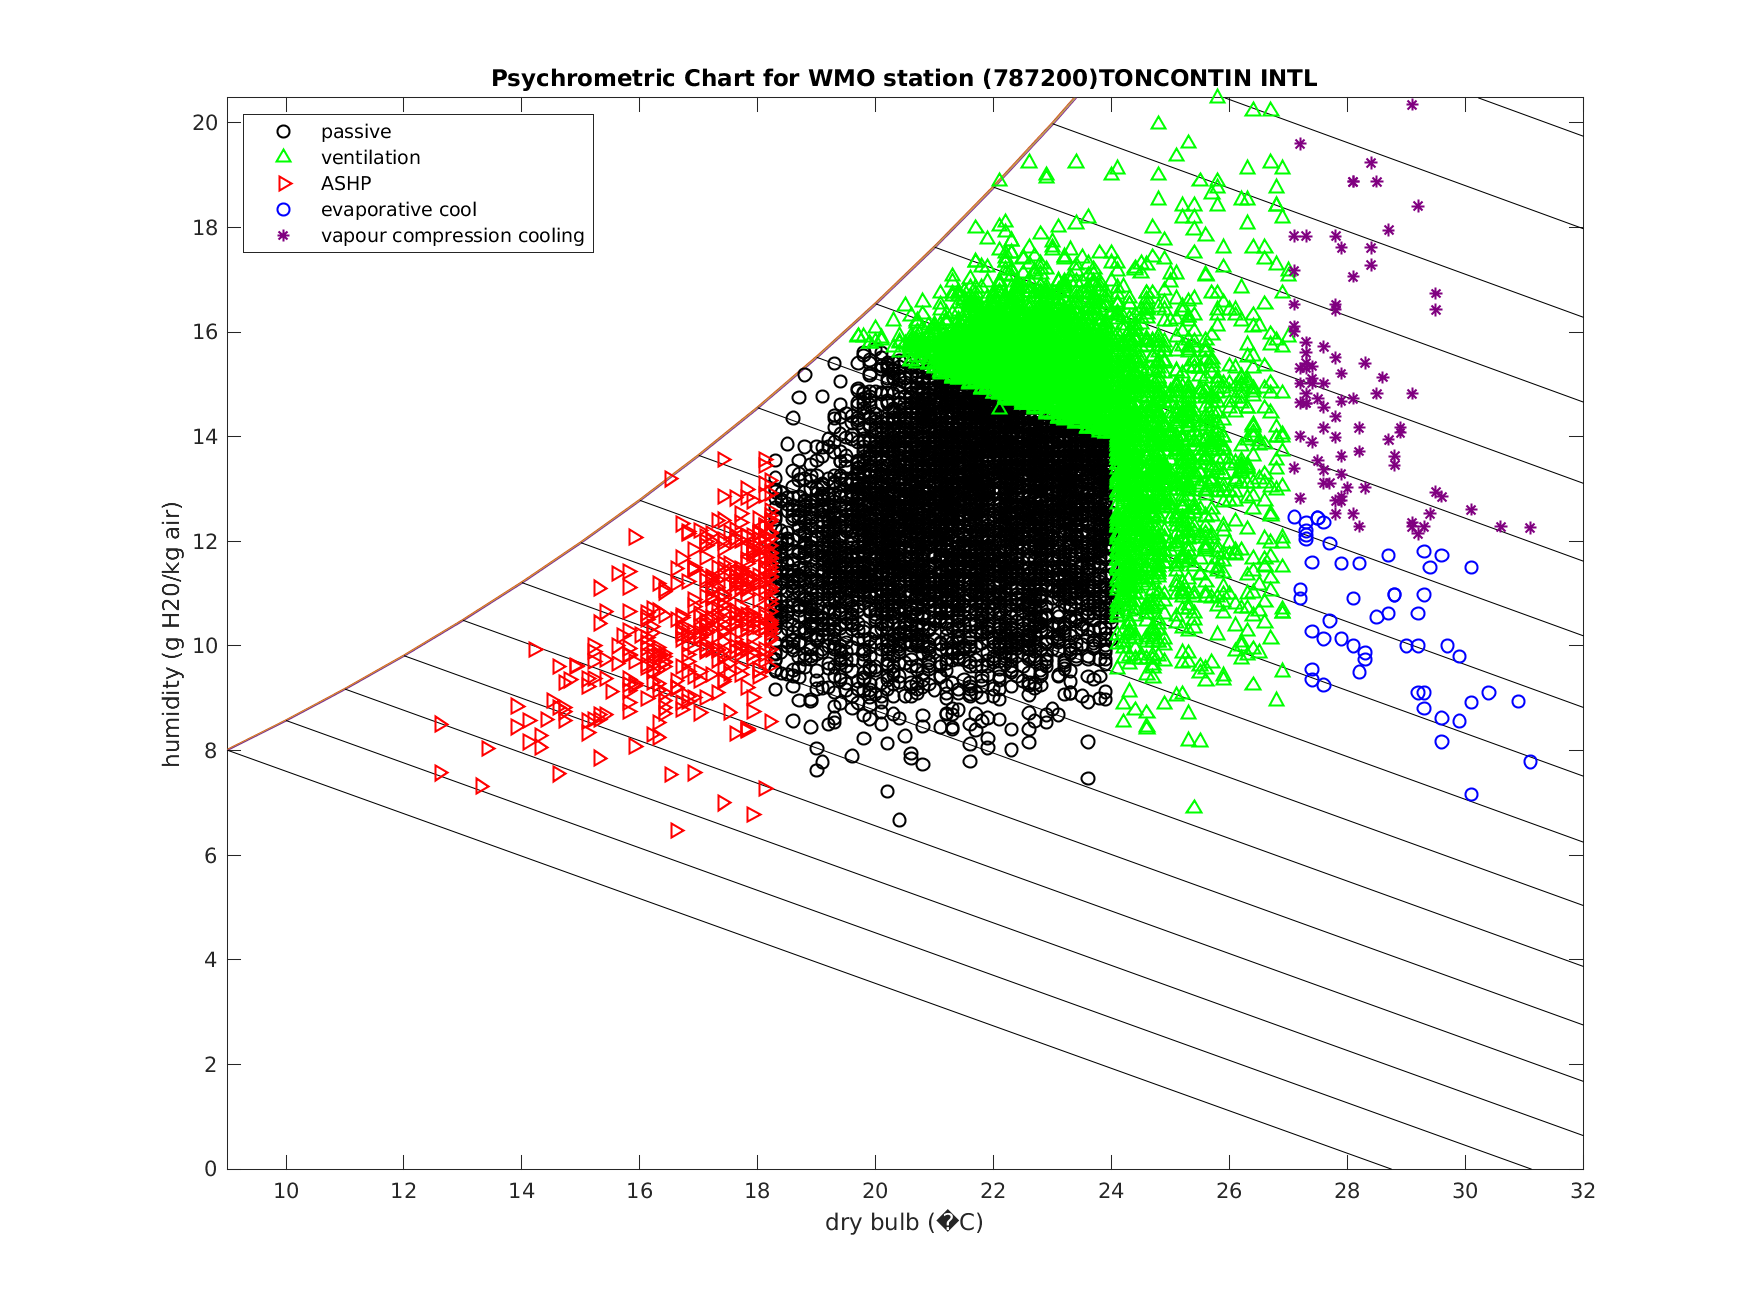 Psychrometric Chart for WMO station (787200)TONCONTIN INTL
passive
ventilation
ASHP
evaporative cool
vapour compression cooling
humidity (g H20/kg air)
20
18
16
14
12
10
8
6
4
2
0
10 12 14 16 18 20 22 24 26 28 30 32
dry bulb (�C)